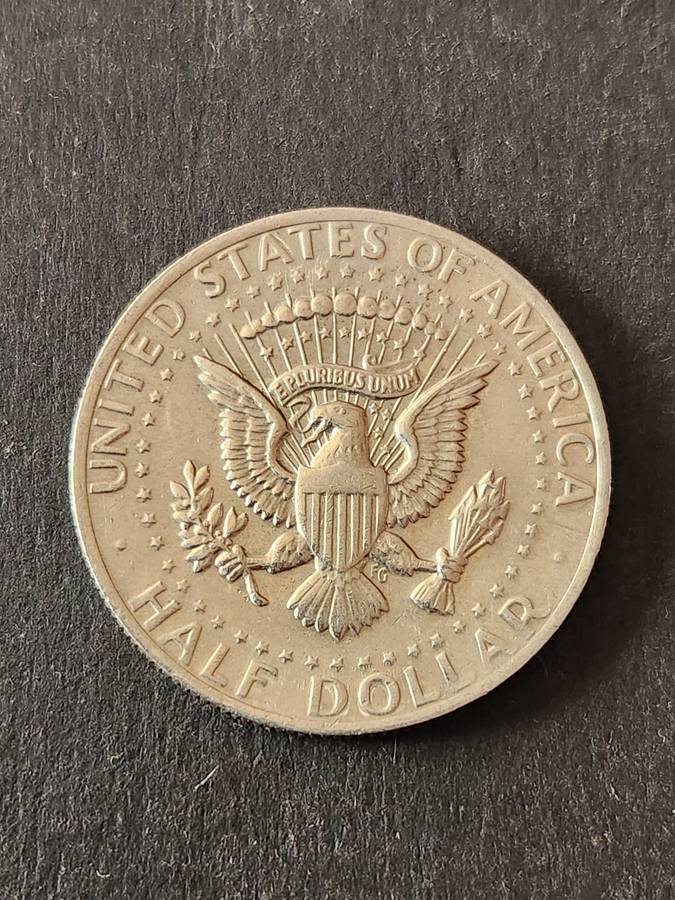 UNITED STATES OF AMERICA
E PLURIBUS UNUM
FG
HALF DOLLAR